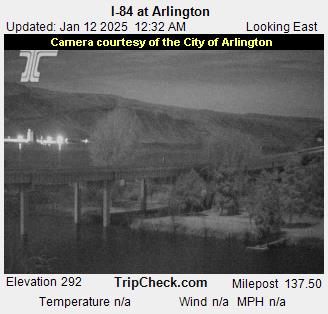 I-84 at Arlington
Updated: Jan 12 2025 12:32 AM Looking East
Camera courtesy of the City of Arlington
Elevation 292 TripCheck.com Milepost 137.50
Temperature n/a Wind n/a MPH n/a